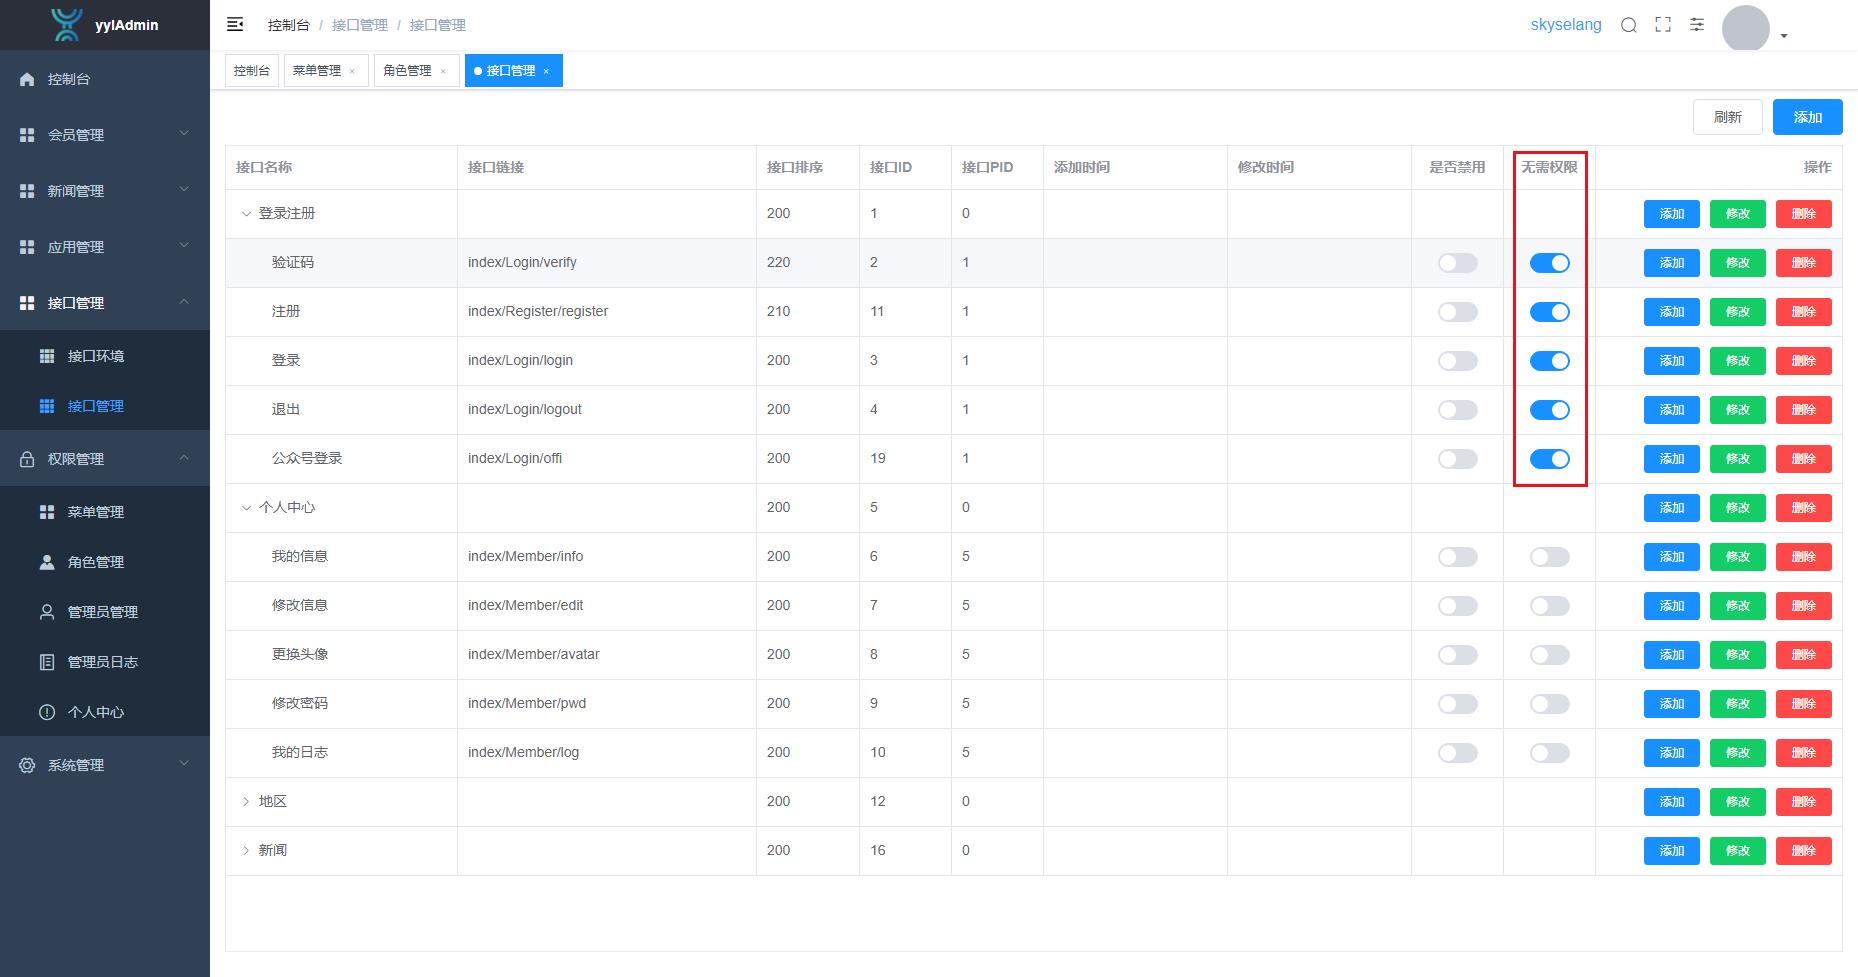 yylAdmin
控制台 / 接口管理 / 接口管理
skyselang
控制台
会员管理
新闻管理
应用管理
接口管理
接口环境
接口管理
权限管理
菜单管理
角色管理
管理员管理
管理员日志
个人中心
系统管理
控制台 菜单管理 × 角色管理 × 接口管理 ×
刷新 添加
接口名称 接口链接 接口排序 接口ID 接口PID 添加时间 修改时间 是否禁用 无需权限 操作
登录注册 200 1 0 添加 修改 删除
验证码 index/Login/verify 220 2 1 添加 修改 删除
注册 index/Register/register 210 11 1 添加 修改 删除
登录 index/Login/login 200 3 1 添加 修改 删除
退出 index/Login/logout 200 4 1 添加 修改 删除
公众号登录 index/Login/offi 200 19 1 添加 修改 删除
个人中心 200 5 0 添加 修改 删除
我的信息 index/Member/info 200 6 5 添加 修改 删除
修改信息 index/Member/edit 200 7 5 添加 修改 删除
更换头像 index/Member/avatar 200 8 5 添加 修改 删除
修改密码 index/Member/pwd 200 9 5 添加 修改 删除
我的日志 index/Member/log 200 10 5 添加 修改 删除
地区 200 12 0 添加 修改 删除
新闻 200 16 0 添加 修改 删除